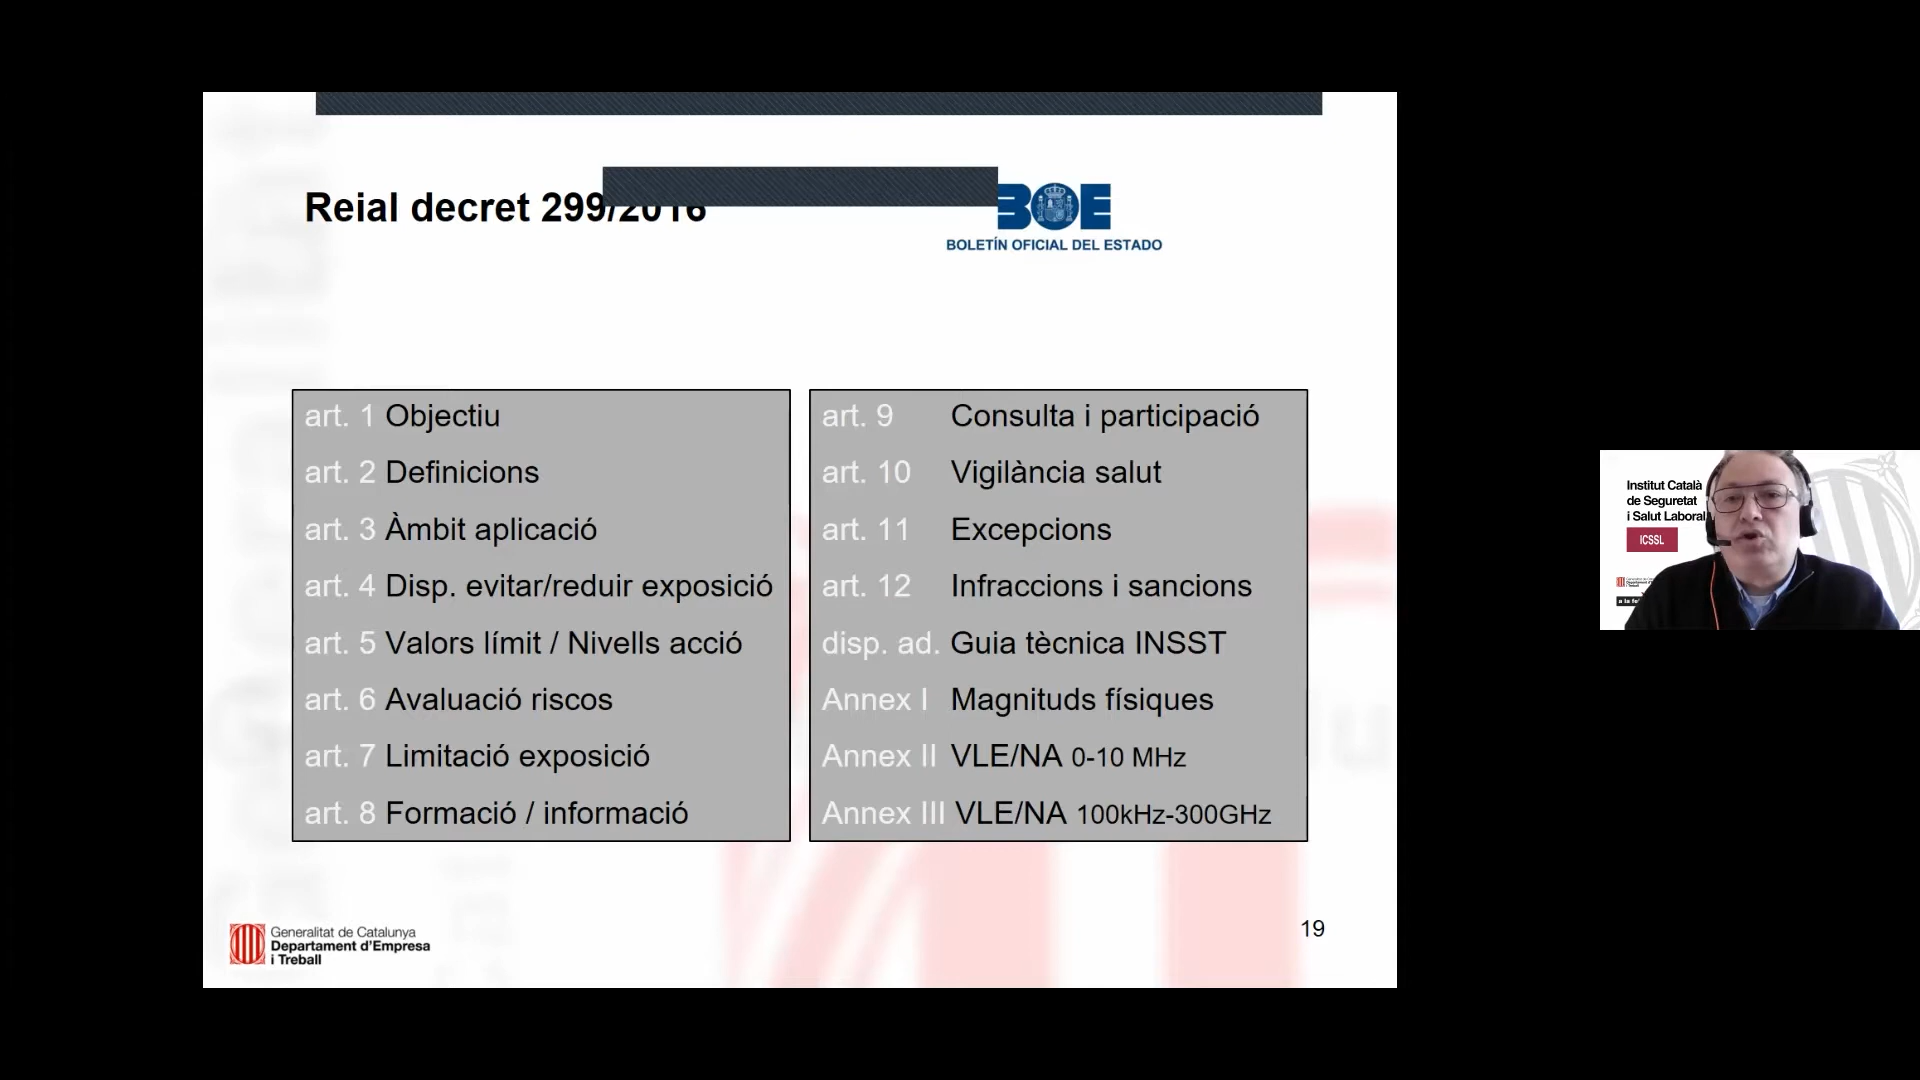 Reial decret 299/2016
BOE
BOLETÍN OFICIAL DEL ESTADO
art. 1 Objectiu
art. 2 Definicions
art. 3 Àmbit aplicació
art. 4 Disp. evitar/reduir exposició
art. 5 Valors límit / Nivells acció
art. 6 Avaluació riscos
art. 7 Limitació exposició
art. 8 Formació / informació
art. 9 Consulta i participació
art. 10 Vigilància salut
art. 11 Excepcions
art. 12 Infraccions i sancions
disp. ad. Guia tècnica INSST
Annex I Magnituds físiques
Annex II VLE/NA 0-10 MHz
Annex III VLE/NA 100kHz-300GHz
Generalitat de Catalunya
Departament d'Empresa
i Treball
19
Institut Català
de Seguretat
i Salut Laboral
ICSSL